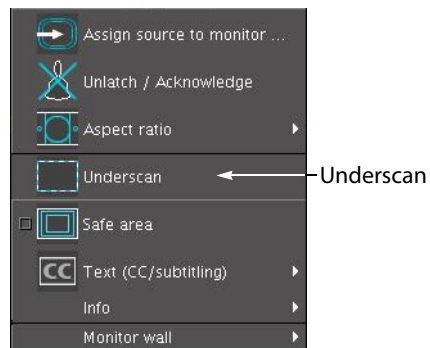 Assign source to monitor ...
Unlatch / Acknowledge
Aspect ratio
Underscan
Underscan
Safe area
CC Text (CC/subtitling)
Info
Monitor wall